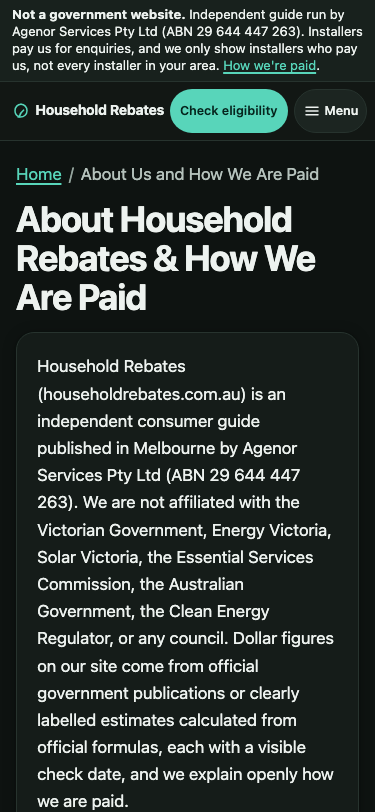 Not a government website. Independent guide run by
Agenor Services Pty Ltd (ABN 29 644 447 263). Installers
pay us for enquiries, and we only show installers who pay
us, not every installer in your area. How we're paid.
Household Rebates
Check eligibility
Menu
Home / About Us and How We Are Paid
About Household
Rebates & How We
Are Paid
Household Rebates
(householdrebates.com.au) is an
independent consumer guide
published in Melbourne by Agenor
Services Pty Ltd (ABN 29 644 447
263). We are not affiliated with the
Victorian Government, Energy Victoria,
Solar Victoria, the Essential Services
Commission, the Australian
Government, the Clean Energy
Regulator, or any council. Dollar figures
on our site come from official
government publications or clearly
labelled estimates calculated from
official formulas, each with a visible
check date, and we explain openly how
we are paid.